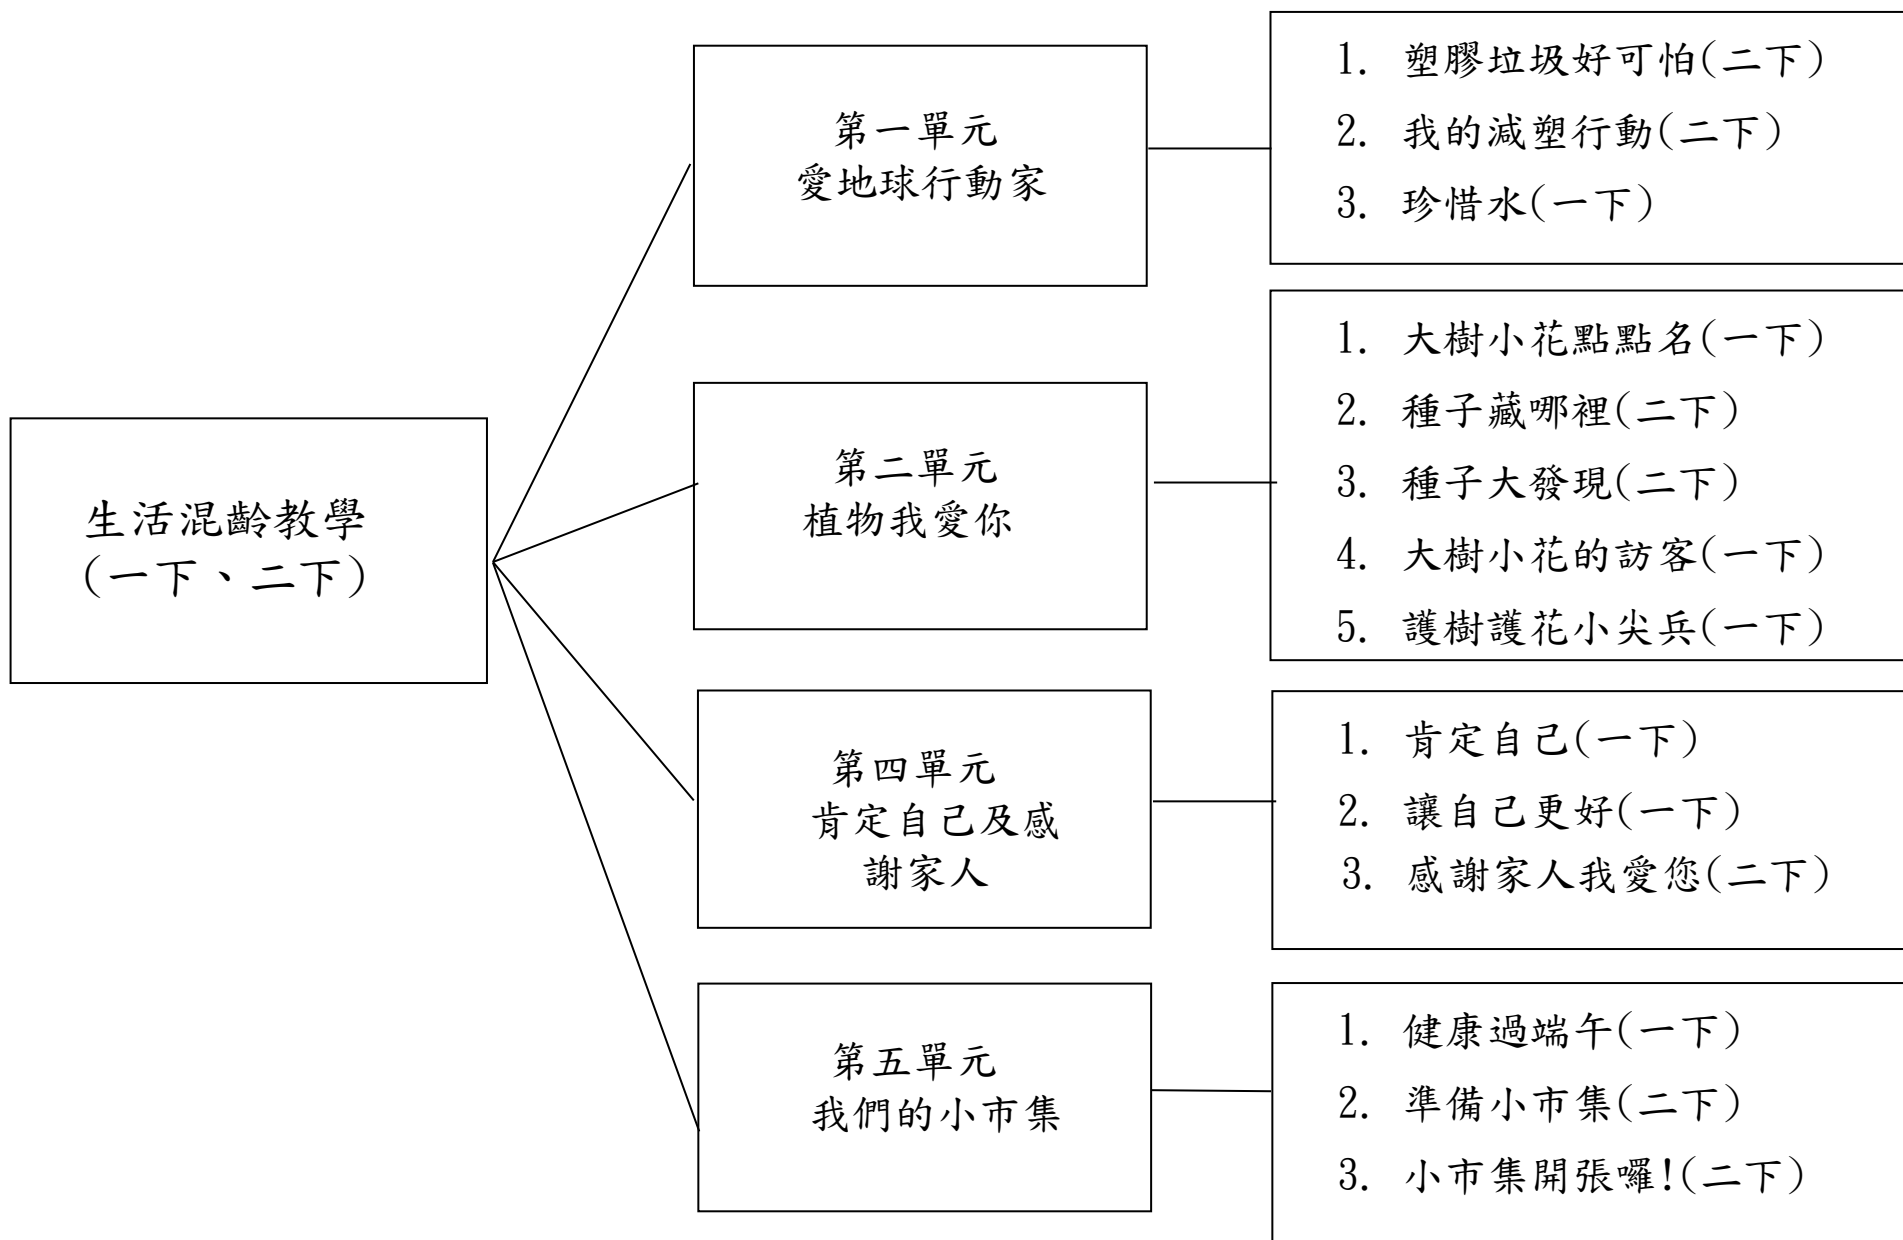 生活混齡教學
(一下、二下)
第一單元
愛地球行動家
1. 塑膠垃圾好可怕(二下)
2. 我的減塑行動(二下)
3. 珍惜水(一下)
第二單元
植物我愛你
1. 大樹小花點點名(一下)
2. 種子藏哪裡(二下)
3. 種子大發現(二下)
4. 大樹小花的訪客(一下)
5. 護樹護花小尖兵(一下)
第四單元
肯定自己及感
謝家人
1. 肯定自己(一下)
2. 讓自己更好(一下)
3. 感謝家人我愛您(二下)
第五單元
我們的小市集
1. 健康過端午(一下)
2. 準備小市集(二下)
3. 小市集開張囉!(二下)